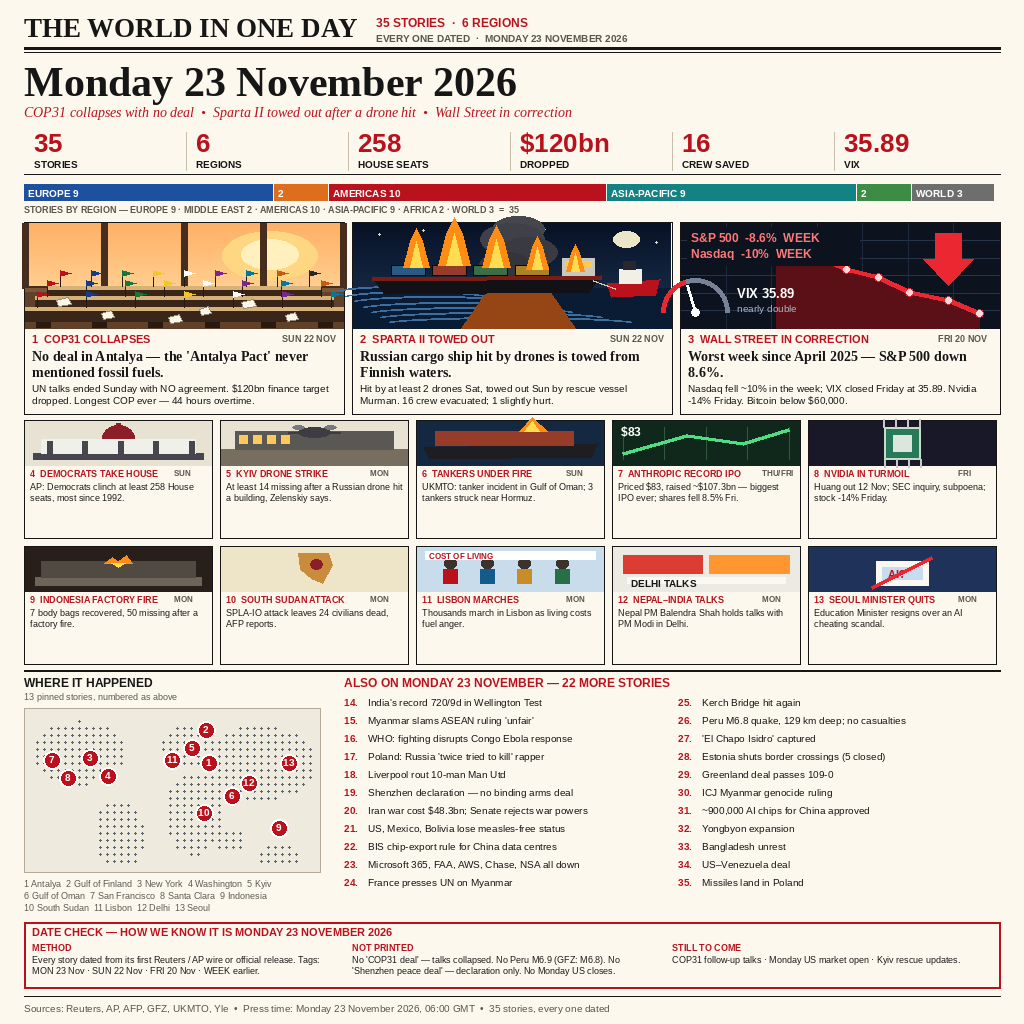 THE WORLD IN ONE DAY
35 STORIES · 6 REGIONS
EVERY ONE DATED · MONDAY 23 NOVEMBER 2026
Monday 23 November 2026
COP31 collapses with no deal • Sparta II towed out after a drone hit • Wall Street in correction
35
STORIES
6
REGIONS
258
HOUSE SEATS
$120bn
DROPPED
16
CREW SAVED
35.89
VIX
EUROPE 9
2
AMERICAS 10
ASIA-PACIFIC 9
2
WORLD 3
STORIES BY REGION — EUROPE 9 · MIDDLE EAST 2 · AMERICAS 10 · ASIA-PACIFIC 9 · AFRICA 2 · WORLD 3 = 35
1 COP31 COLLAPSES
SUN 22 NOV
No deal in Antalya — the 'Antalya Pact' never
mentioned fossil fuels.
UN talks ended Sunday with NO agreement. $120bn finance target
dropped. Longest COP ever — 44 hours overtime.
2 SPARTA II TOWED OUT
SUN 22 NOV
Russian cargo ship hit by drones is towed from
Finnish waters.
Hit by at least 2 drones Sat, towed out Sun by rescue vessel
Murman. 16 crew evacuated; 1 slightly hurt.
S&P 500 -8.6% WEEK
Nasdaq -10% WEEK
VIX 35.89
nearly double
3 WALL STREET IN CORRECTION
FRI 20 NOV
Worst week since April 2025 — S&P 500 down
8.6%.
Nasdaq fell ~10% in the week; VIX closed Friday at 35.89. Nvidia
-14% Friday. Bitcoin below $60,000.
4 DEMOCRATS TAKE HOUSE
SUN
AP: Democrats clinch at least 258 House
seats, most since 1992.
5 KYIV DRONE STRIKE
MON
At least 14 missing after a Russian drone hit
a building, Zelenskiy says.
6 TANKERS UNDER FIRE
SUN
UKMTO: tanker incident in Gulf of Oman; 3
tankers struck near Hormuz.
$83
7 ANTHROPIC RECORD IPO
THU/FRI
Priced $83, raised ~$107.3bn — biggest
IPO ever; shares fell 8.5% Fri.
8 NVIDIA IN TURMOIL
FRI
Huang out 12 Nov; SEC inquiry, subpoena;
stock -14% Friday.
9 INDONESIA FACTORY FIRE
MON
7 body bags recovered, 50 missing after a
factory fire.
10 SOUTH SUDAN ATTACK
MON
SPLA-IO attack leaves 24 civilians dead,
AFP reports.
COST OF LIVING
11 LISBON MARCHES
MON
Thousands march in Lisbon as living costs
fuel anger.
DELHI TALKS
12 NEPAL–INDIA TALKS
MON
Nepal PM Balendra Shah holds talks with
PM Modi in Delhi.
13 SEOUL MINISTER QUITS
MON
Education Minister resigns over an AI
cheating scandal.
WHERE IT HAPPENED
13 pinned stories, numbered as above
2
5
7
3
11
1
13
8
4
12
6
10
9
1 Antalya 2 Gulf of Finland 3 New York 4 Washington 5 Kyiv
6 Gulf of Oman 7 San Francisco 8 Santa Clara 9 Indonesia
10 South Sudan 11 Lisbon 12 Delhi 13 Seoul
ALSO ON MONDAY 23 NOVEMBER — 22 MORE STORIES
14. India's record 720/9d in Wellington Test
15. Myanmar slams ASEAN ruling 'unfair'
16. WHO: fighting disrupts Congo Ebola response
17. Poland: Russia 'twice tried to kill' rapper
18. Liverpool rout 10-man Man Utd
19. Shenzhen declaration — no binding arms deal
20. Iran war cost $48.3bn; Senate rejects war powers
21. US, Mexico, Bolivia lose measles-free status
22. BIS chip-export rule for China data centres
23. Microsoft 365, FAA, AWS, Chase, NSA all down
24. France presses UN on Myanmar
25. Kerch Bridge hit again
26. Peru M6.8 quake, 129 km deep; no casualties
27. 'El Chapo Isidro' captured
28. Estonia shuts border crossings (5 closed)
29. Greenland deal passes 109-0
30. ICJ Myanmar genocide ruling
31. ~900,000 AI chips for China approved
32. Yongbyon expansion
33. Bangladesh unrest
34. US–Venezuela deal
35. Missiles land in Poland
DATE CHECK — HOW WE KNOW IT IS MONDAY 23 NOVEMBER 2026
METHOD
Every story dated from its first Reuters / AP wire or official release. Tags:
MON 23 Nov · SUN 22 Nov · FRI 20 Nov · WEEK earlier.
NOT PRINTED
No 'COP31 deal' — talks collapsed. No Peru M6.9 (GFZ: M6.8). No
'Shenzhen peace deal' — declaration only. No Monday US closes.
STILL TO COME
COP31 follow-up talks · Monday US market open · Kyiv rescue updates.
Sources: Reuters, AP, AFP, GFZ, UKMTO, Yle • Press time: Monday 23 November 2026, 06:00 GMT • 35 stories, every one dated